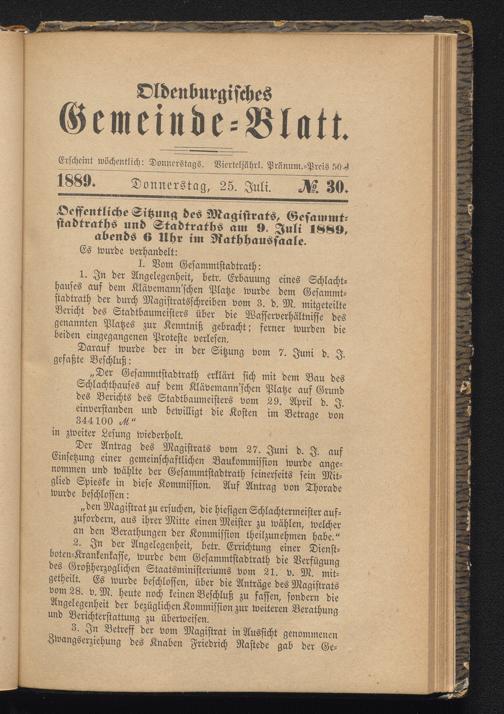 Oldenburgisches
Gemeinde=Blatt.
Erscheint wöchentlich: Donnerstags. Vierteljährl. Pränum.=Preis 50 ₰
1889. Donnerstag, 25. Juli. № 30.
Oeffentliche Sitzung des Magistrats, Gesammt=
stadtraths und Stadtraths am 9. Juli 1889,
abends 6 Uhr im Rathhaussaale.
Es wurde verhandelt:
I. Vom Gesammtstadtrath:
1. In der Angelegenheit, betr. Erbauung eines Schlacht=
hauses auf dem Klävemann'schen Platze wurde dem Gesammt=
stadtrath der durch Magistratschreiben vom 3. d. M. mitgeteilte
Bericht des Stadtbaumeisters über die Wasserverhältnisse des
genannten Platzes zur Kenntniß gebracht; ferner wurden die
beiden eingegangenen Proteste verlesen.
Darauf wurde der in der Sitzung vom 7. Juni d. J.
gefaßte Beschluß:
„Der Gesammtstadtrath erklärt sich mit dem Bau des
Schlachthauses auf dem Klävemann'schen Platze auf Grund
des Berichts des Stadtbaumeisters vom 29. April d. J.
einverstanden und bewilligt die Kosten im Betrage von
344100 ℳ“
in zweiter Lesung wiederholt.
Der Antrag des Magistrats vom 27. Juni d. J. auf
Einsetzung einer gemeinschaftlichen Baukommission wurde ange=
nommen und wählte der Gesammtstadtrath seinerseits sein Mit=
glied Spieske in diese Kommission. Auf Antrag von Thorade
wurde beschlossen:
„den Magistrat zu ersuchen, die hiesigen Schlachtermeister auf=
zufordern, aus ihrer Mitte einen Meister zu wählen, welcher
an den Berathungen der Kommission theilzunehmen habe.“
2. In der Angelegenheit, betr. Errichtung einer Dienst=
boten=Krankenkasse, wurde dem Gesammtstadtrath die Verfügung
des Großherzoglichen Staatsministeriums vom 21. v. M. mit=
getheilt. Es wurde beschlossen, über die Anträge des Magistrats
vom 28. v. M. heute noch keinen Beschluß zu fassen, sondern die
Angelegenheit der bezüglichen Kommission zur weiteren Berathung
und Berichterstattung zu überweisen.
3. In Betreff der vom Magistrat in Aussicht genommenen
Zwangserziehung des Knaben Friedrich Rastede gab der Ge=